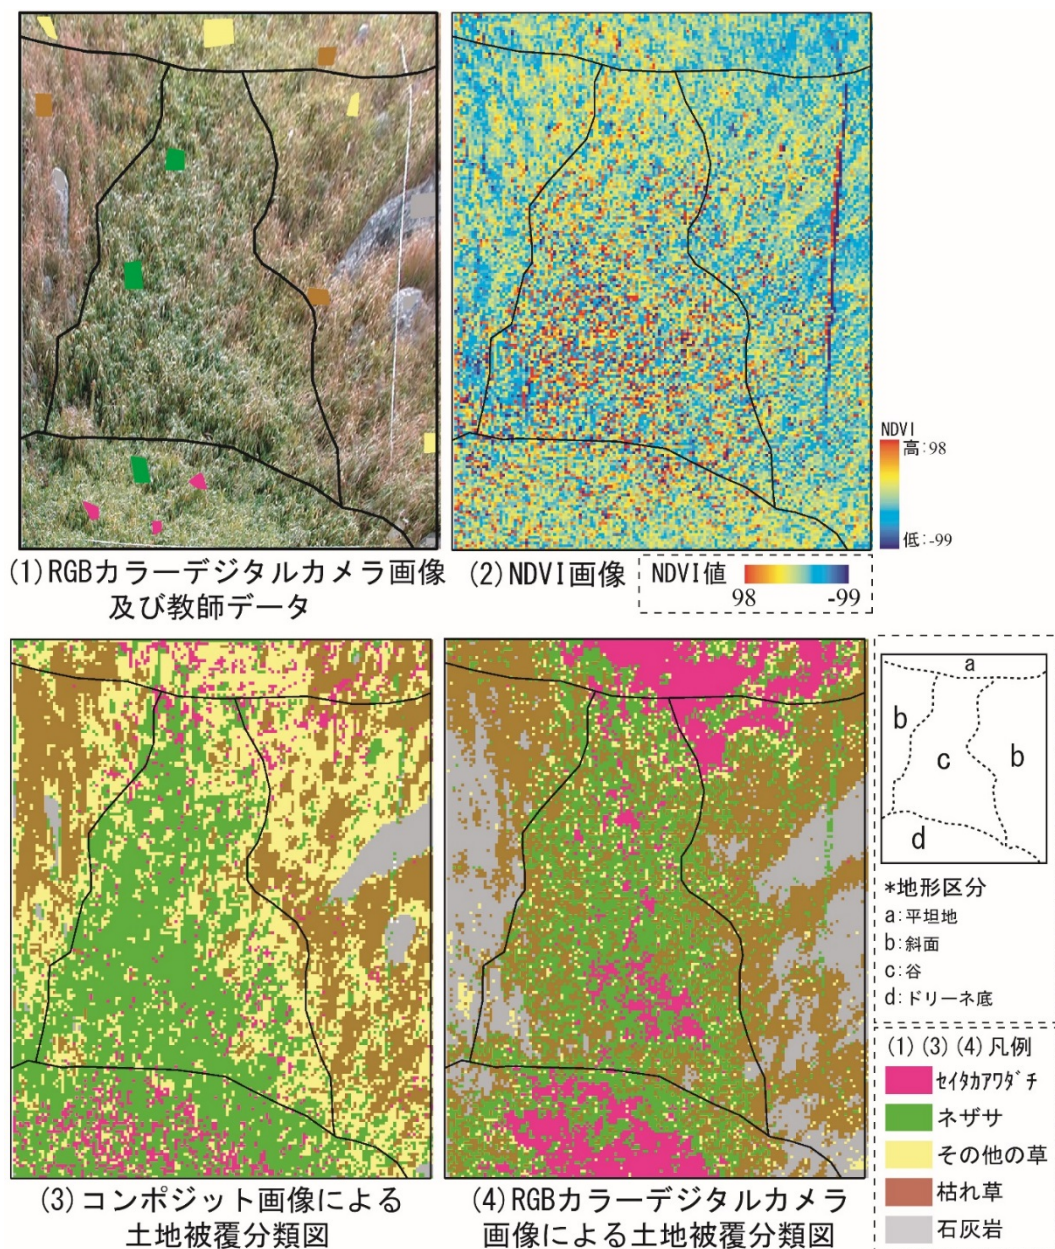 (1)RGBカラーデジタルカメラ画像
及び教師データ
(2)NDVI画像
NDVI値
98
-99
NDVI
高:98
低:-99
(3)コンポジット画像による
土地被覆分類図
(4)RGBカラーデジタルカメラ
画像による土地被覆分類図
a
b
c
b
d
*地形区分
a:平坦地
b:斜面
c:谷
d:ドリーネ底
(1)(3)(4)凡例
セイタカアワダチ
ネザサ
その他の草
枯れ草
石灰岩